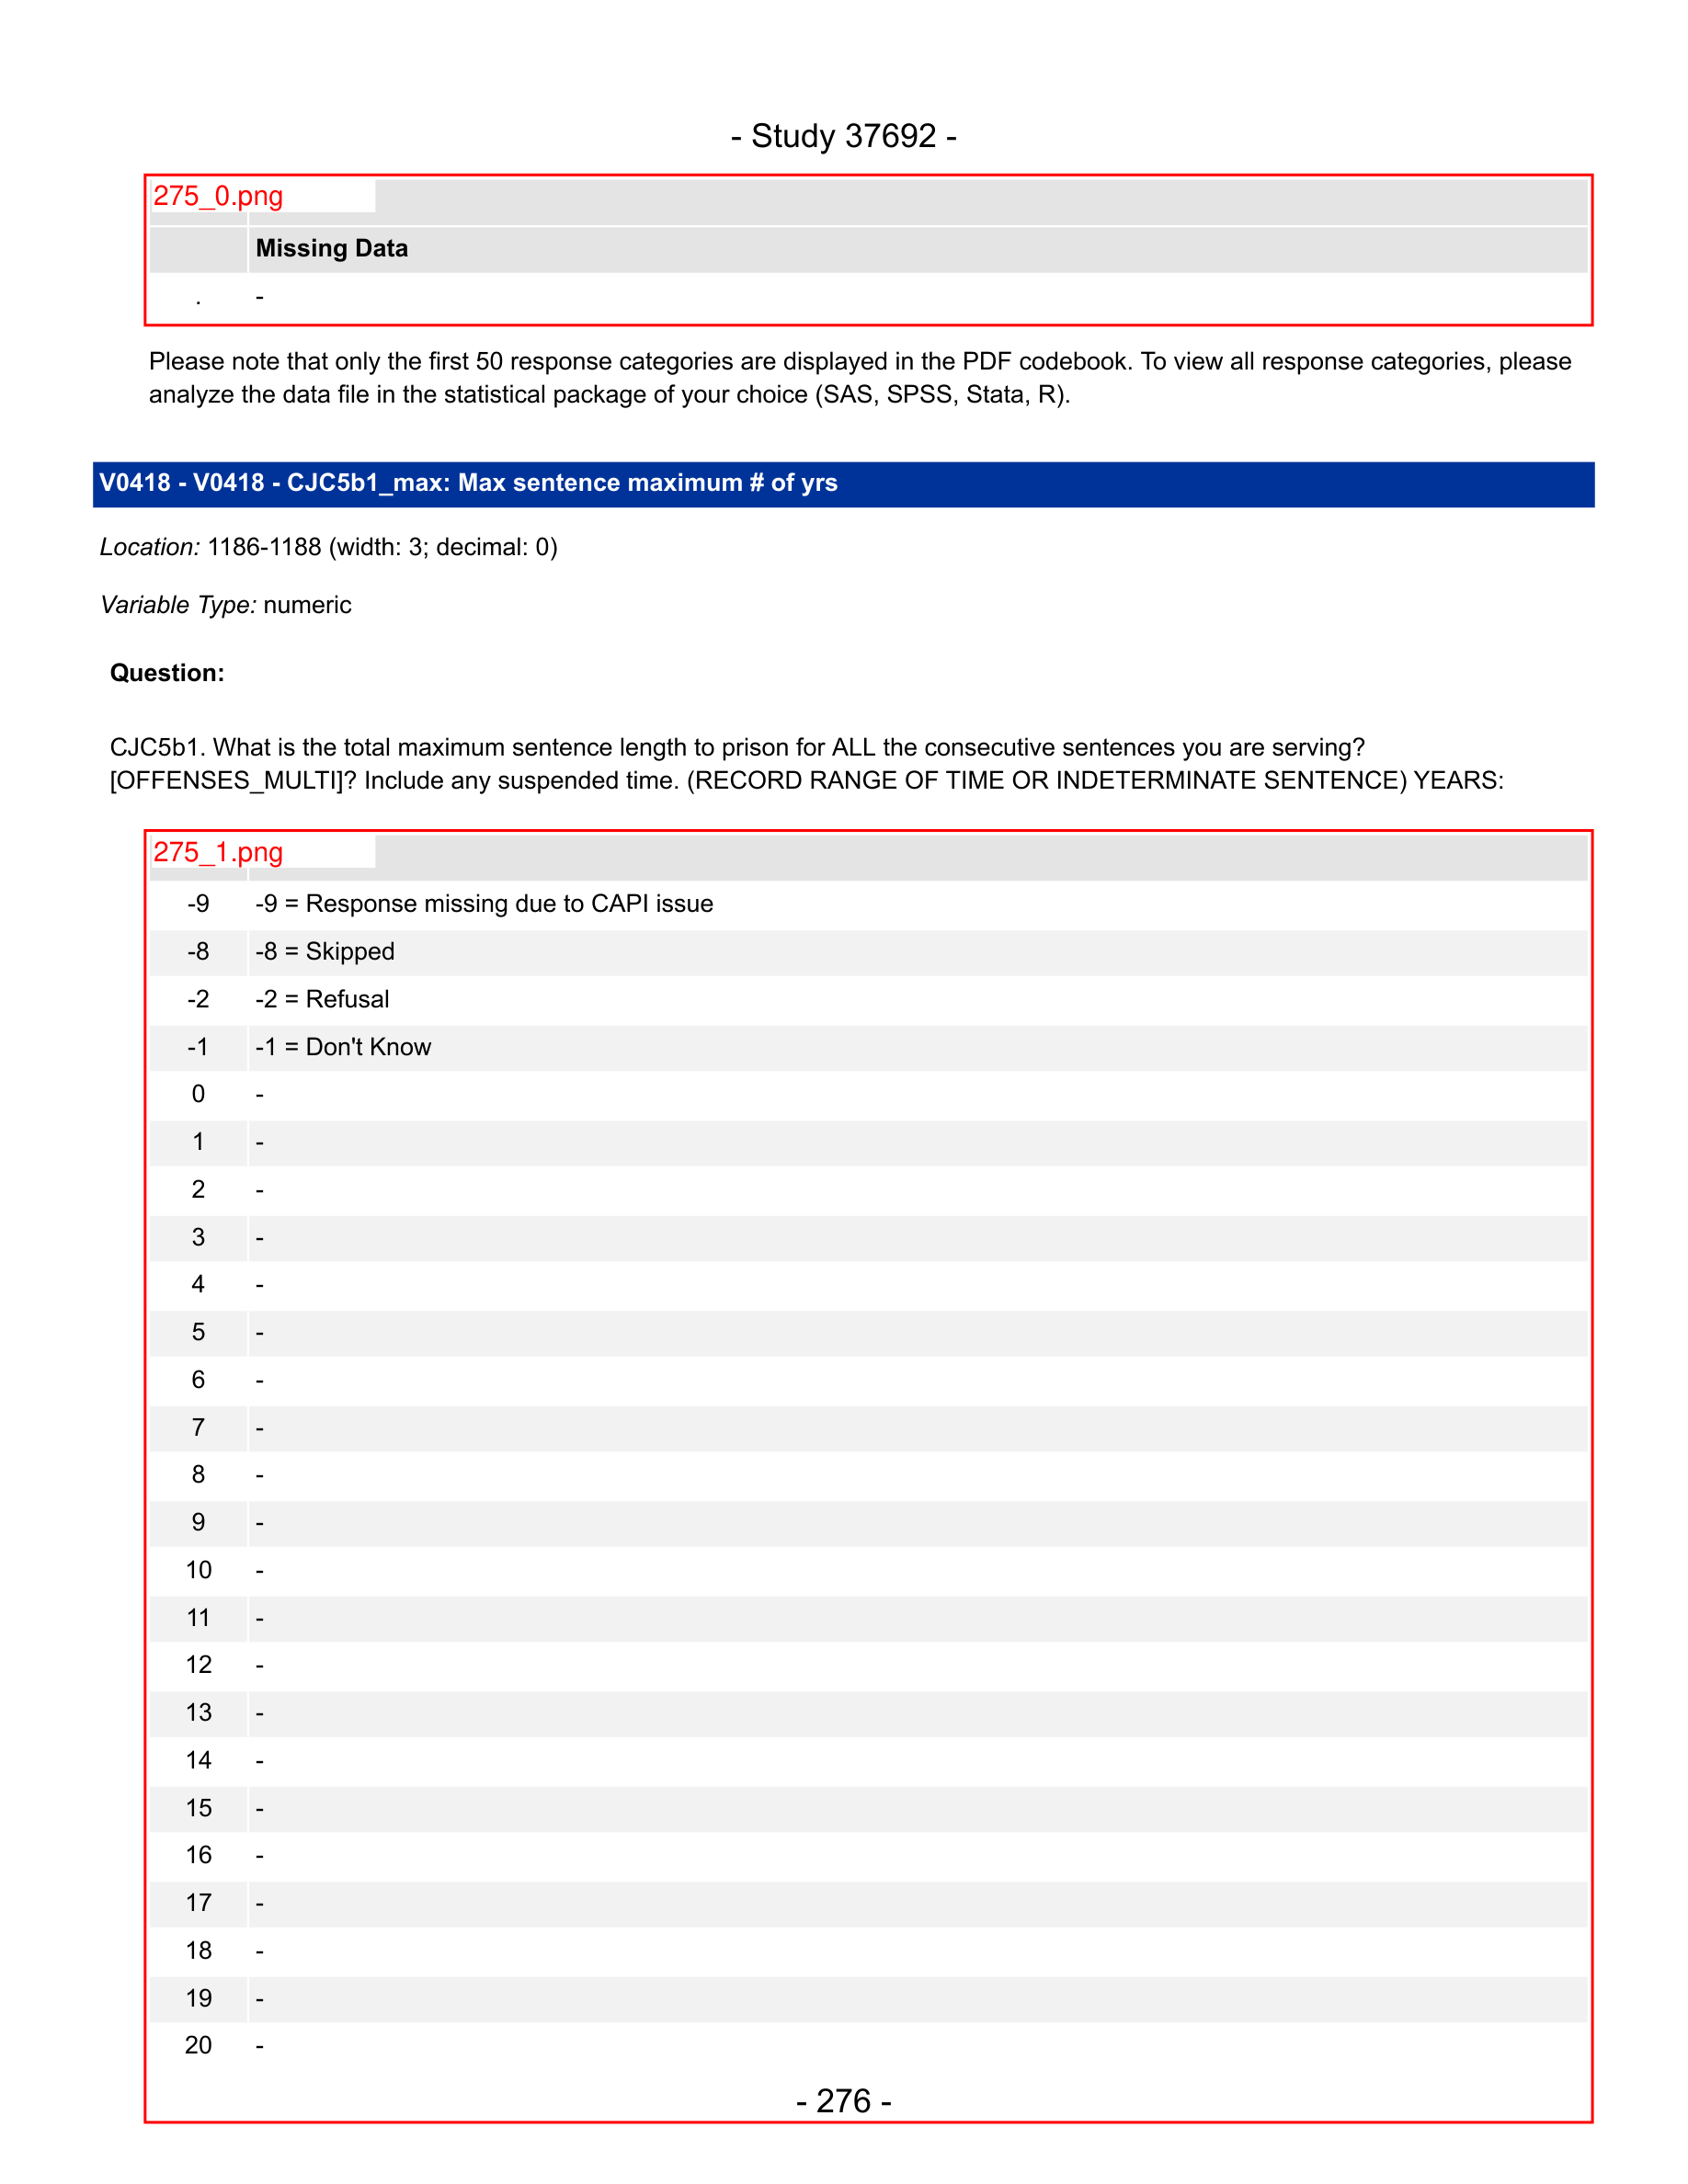 - Study 37692 -
275_0.png
Missing Data
. -
Please note that only the first 50 response categories are displayed in the PDF codebook. To view all response categories, please
analyze the data file in the statistical package of your choice (SAS, SPSS, Stata, R).
V0418 - V0418 - CJC5b1_max: Max sentence maximum # of yrs
Location: 1186-1188 (width: 3; decimal: 0)
Variable Type: numeric
Question:
CJC5b1. What is the total maximum sentence length to prison for ALL the consecutive sentences you are serving?
[OFFENSES_MULTI]? Include any suspended time. (RECORD RANGE OF TIME OR INDETERMINATE SENTENCE) YEARS:
275_1.png
-9 -9 = Response missing due to CAPI issue
-8 -8 = Skipped
-2 -2 = Refusal
-1 -1 = Don't Know
0 -
1 -
2 -
3 -
4 -
5 -
6 -
7 -
8 -
9 -
10 -
11 -
12 -
13 -
14 -
15 -
16 -
17 -
18 -
19 -
20 -
- 276 -